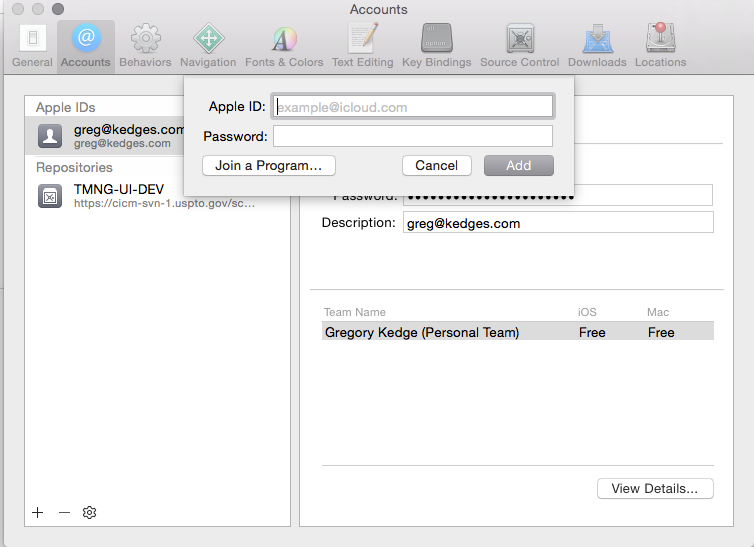 Accounts
General Accounts Behaviors Navigation Fonts & Colors Text Editing Key Bindings Source Control Downloads Locations
Apple IDs
greg@kedges.com
greg@kedges.com
Repositories
TMNG-UI-DEV
https://cicm-svn-1.uspto.gov/sc...
Apple ID: example@icloud.com
Password:
Join a Program... Cancel Add
Password: ••••••••••••••••••••••
Description: greg@kedges.com
Team Name iOS Mac
Gregory Kedge (Personal Team) Free Free
View Details...